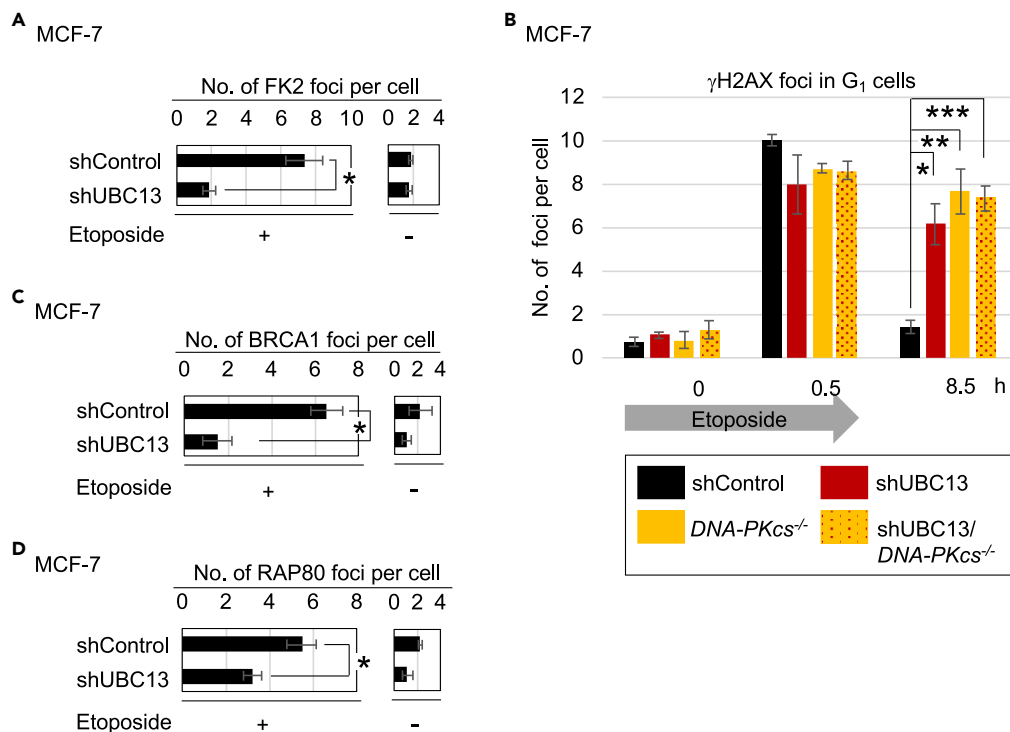 A
MCF-7
No. of FK2 foci per cell
0 2 4 6 8 10 0 2 4
shControl
shUBC13
*
Etoposide + -
B
MCF-7
γH2AX foci in G₁ cells
No. of foci per cell
12
10
8
6
4
2
0
***
**
*
0 0.5 8.5 h
Etoposide
shControl shUBC13
DNA-PKcs⁻/⁻ shUBC13/
DNA-PKcs⁻/⁻
C
MCF-7
No. of BRCA1 foci per cell
0 2 4 6 8 0 2 4
shControl
shUBC13
*
Etoposide + -
D
MCF-7
No. of RAP80 foci per cell
0 2 4 6 8 0 2 4
shControl
shUBC13
*
Etoposide + -